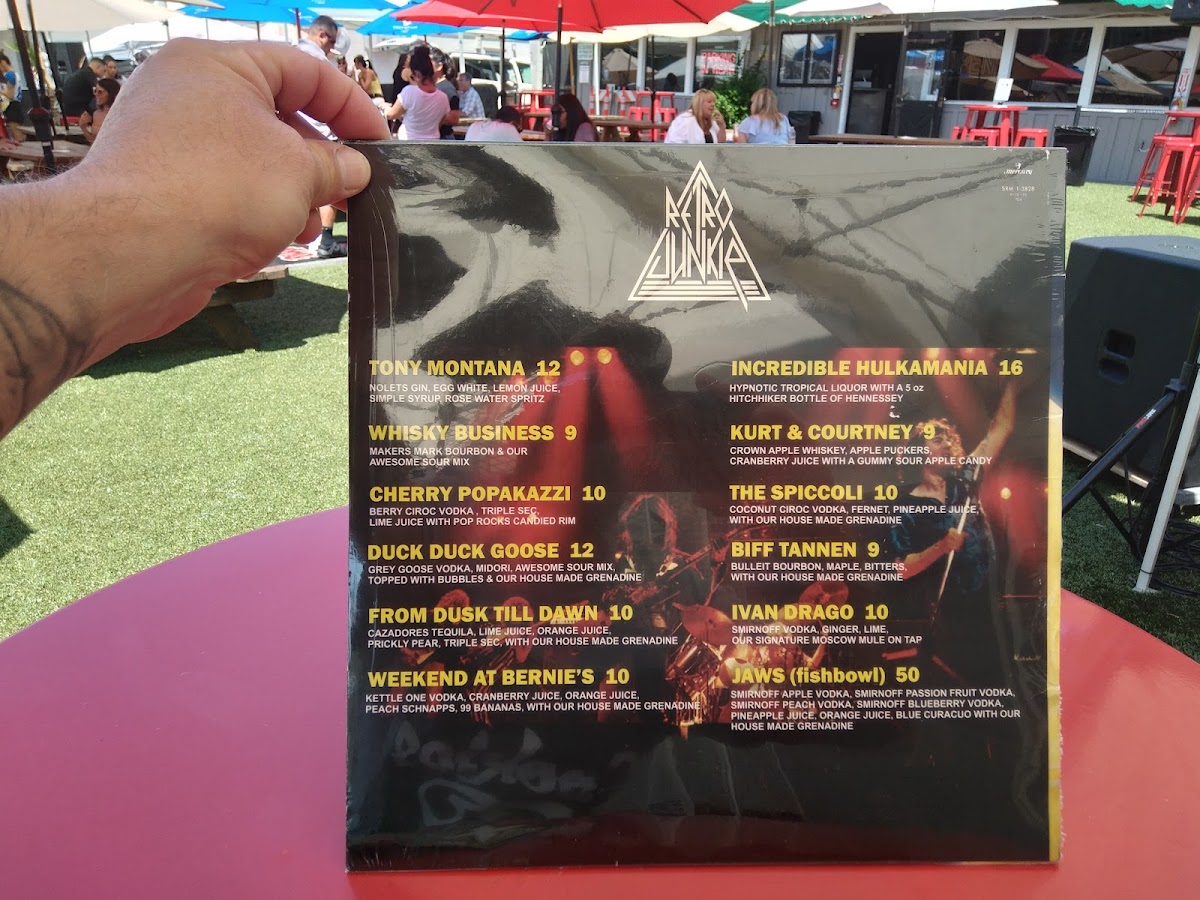 RETRO
JUNKIE
TONY MONTANA 12
NOLETS GIN, EGG WHITE, LEMON JUICE,
SIMPLE SYRUP, ROSE WATER SPRITZ
WHISKY BUSINESS 9
MAKERS MARK BOURBON & OUR
AWESOME SOUR MIX
CHERRY POPAKAZZI 10
BERRY CIROC VODKA , TRIPLE SEC,
LIME JUICE WITH POP ROCKS CANDIED RIM
DUCK DUCK GOOSE 12
GREY GOOSE VODKA, MIDORI, AWESOME SOUR MIX,
TOPPED WITH BUBBLES & OUR HOUSE MADE GRENADINE
FROM DUSK TILL DAWN 10
CAZADORES TEQUILA, LIME JUICE, ORANGE JUICE,
PRICKLY PEAR, TRIPLE SEC, WITH OUR HOUSE MADE GRENADINE
WEEKEND AT BERNIE'S 10
KETTLE ONE VODKA, CRANBERRY JUICE, ORANGE JUICE,
PEACH SCHNAPPS, 99 BANANAS, WITH OUR HOUSE MADE GRENADINE
INCREDIBLE HULKAMANIA 16
HYPNOTIC TROPICAL LIQUOR WITH A 5 oz
HITCHHIKER BOTTLE OF HENNESSEY
KURT & COURTNEY 9
CROWN APPLE WHISKEY, APPLE PUCKERS,
CRANBERRY JUICE WITH A GUMMY SOUR APPLE CANDY
THE SPICCOLI 10
COCONUT CIROC VODKA, FERNET, PINEAPPLE JUICE,
WITH OUR HOUSE MADE GRENADINE
BIFF TANNEN 9
BULLEIT BOURBON, MAPLE, BITTERS,
WITH OUR HOUSE MADE GRENADINE
IVAN DRAGO 10
SMIRNOFF VODKA, GINGER, LIME,
OUR SIGNATURE MOSCOW MULE ON TAP
JAWS (fishbowl) 50
SMIRNOFF APPLE VODKA, SMIRNOFF PASSION FRUIT VODKA,
SMIRNOFF PEACH VODKA, SMIRNOFF BLUEBERRY VODKA,
PINEAPPLE JUICE, ORANGE JUICE, BLUE CURACUO WITH OUR
HOUSE MADE GRENADINE